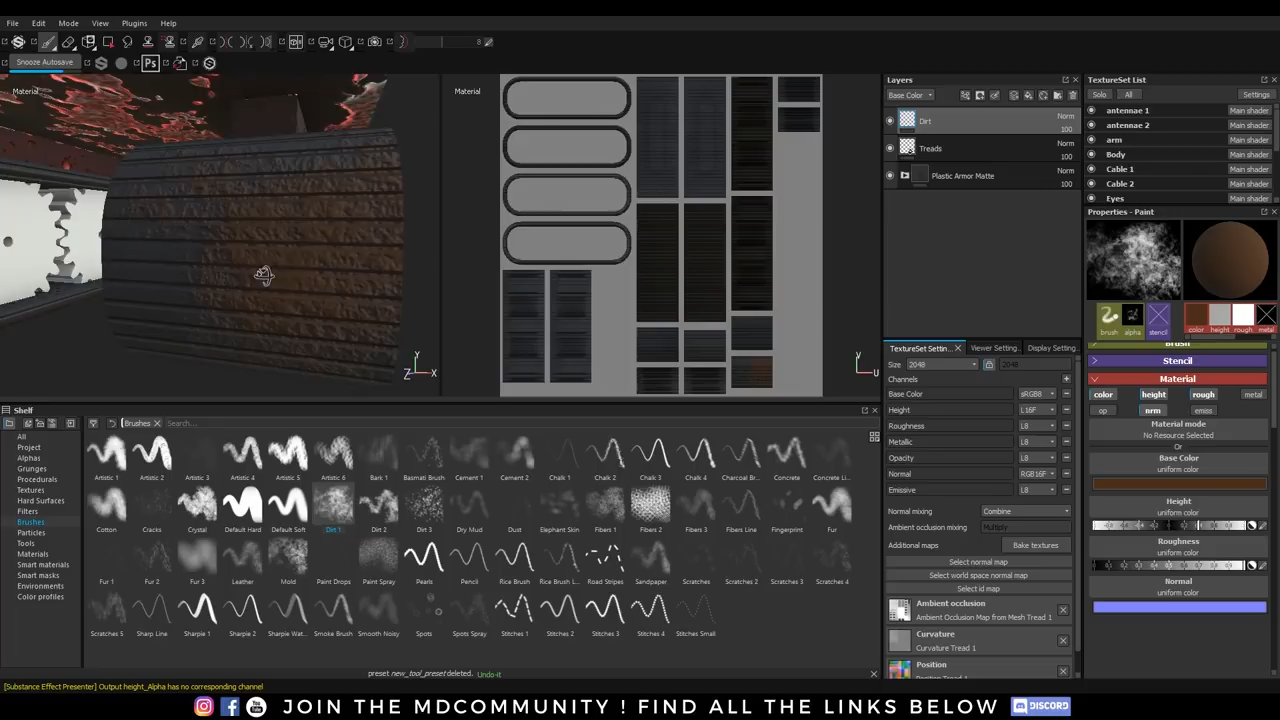 File Edit Mode View Plugins Help
8
Snooze Autosave
Ps
Material
Material
Y
Z X
V
U
Layers
Base Color
Dirt Norm 100
Treads Norm 100
Plastic Armor Matte Norm 100
TextureSet List
Solo All Settings
antennae 1 Main shader
antennae 2 Main shader
arm Main shader
Body Main shader
Cable 1 Main shader
Cable 2 Main shader
Eyes Main shader
Properties - Paint
brush alpha stencil color height rough metal
Brush
Stencil
Material
color height rough metal
op nrm emiss
Material mode
No Resource Selected
Or
Base Color
uniform color
Height
uniform color
Roughness
uniform color
Normal
uniform color
TextureSet Settin... Viewer Setting... Display Setting...
Size 2048 2048
Channels
Base Color sRGB8
Height L16F
Roughness L8
Metallic L8
Opacity L8
Normal RGB16F
Emissive L8
Normal mixing Combine
Ambient occlusion mixing Multiply
Additional maps Bake textures
Select normal map
Select world space normal map
Select id map
Ambient occlusion
Ambient Occlusion Map from Mesh Tread 1
Curvature
Curvature Tread 1
Position
Position Tread 1
Shelf
Brushes Search...
All
Project
Alphas
Grunges
Procedurals
Textures
Hard Surfaces
Filters
Brushes
Particles
Tools
Materials
Smart materials
Smart masks
Environments
Color profiles
Artistic 1 Artistic 2 Artistic 3 Artistic 4 Artistic 5 Artistic 6 Bark 1 Basmati Brush Cement 1 Cement 2 Chalk 1 Chalk 2 Chalk 3 Chalk 4 Charcoal Br... Concrete Concrete Li...
Cotton Cracks Crystal Default Hard Default Soft Dirt 1 Dirt 2 Dirt 3 Dry Mud Dust Elephant Skin Fibers 1 Fibers 2 Fibers 3 Fibers Line Fingerprint Fur
Fur 1 Fur 2 Fur 3 Leather Mold Paint Drops Paint Spray Pearls Pencil Rice Brush Rice Brush L... Road Stripes Sandpaper Scratches Scratches 2 Scratches 3 Scratches 4
Scratches 5 Sharp Line Sharpie 1 Sharpie 2 Sharpie Wat... Smoke Brush Smooth Noisy Spots Spots Spray Stitches 1 Stitches 2 Stitches 3 Stitches 4 Stitches Small
preset new_tool_preset deleted. Undo-it
[Substance Effect Presenter] Output height_Alpha has no corresponding channel
JOIN THE MDCOMMUNITY ! FIND ALL THE LINKS BELOW DISCORD